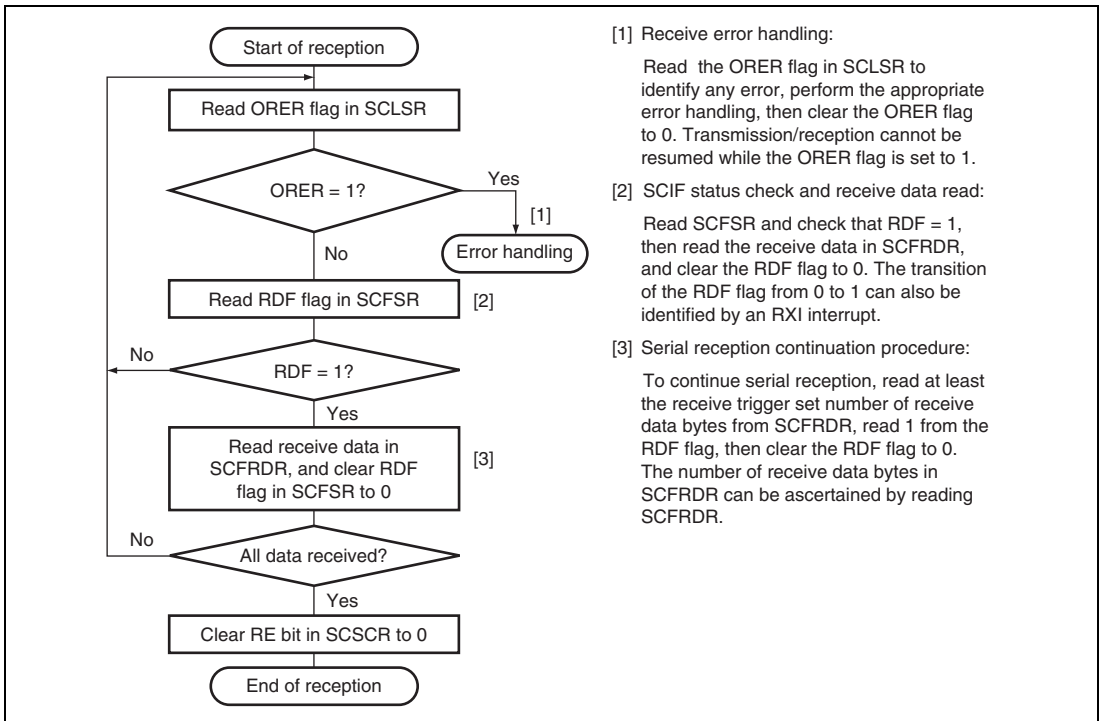 Start of reception
Read ORER flag in SCLSR
ORER = 1?
Yes
[1]
Error handling
No
Read RDF flag in SCFSR
[2]
No
RDF = 1?
Yes
Read receive data in
SCFRDR, and clear RDF
flag in SCFSR to 0
[3]
No
All data received?
Yes
Clear RE bit in SCSCR to 0
End of reception
[1] Receive error handling:
Read the ORER flag in SCLSR to
identify any error, perform the appropriate
error handling, then clear the ORER flag
to 0. Transmission/reception cannot be
resumed while the ORER flag is set to 1.
[2] SCIF status check and receive data read:
Read SCFSR and check that RDF = 1,
then read the receive data in SCFRDR,
and clear the RDF flag to 0. The transition
of the RDF flag from 0 to 1 can also be
identified by an RXI interrupt.
[3] Serial reception continuation procedure:
To continue serial reception, read at least
the receive trigger set number of receive
data bytes from SCFRDR, read 1 from the
RDF flag, then clear the RDF flag to 0.
The number of receive data bytes in
SCFRDR can be ascertained by reading
SCFRDR.